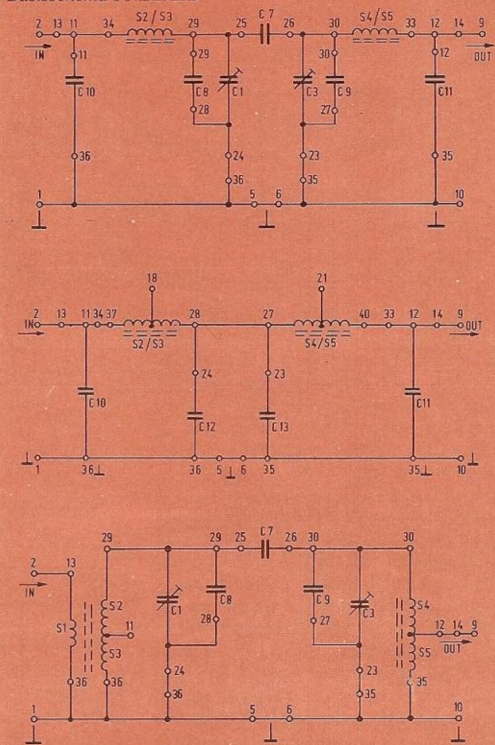 2 13 11 34 S2/S3 29 C7 26 30 S4/S5 33 12 14 9
IN OUT
11 29 30 12
C10 C8 C1 C3 C9 C11
28 27
36 24 23 35
36 35
1 5 6 10
18 21
2 13 11 34 37 28 27 40 33 12 14 9
IN OUT
S2/S3 S4/S5
24 23
C10 C11
C12 C13
1 36 36 5 6 35 35 10
29 29 25 C7 26 30 30
2 13
IN
C1 C8 C9 C3
S1 S2 S4
11 28 27 12 14 9
S3 S5 OUT
36 36 24 23 35
36 35
1 5 6 10